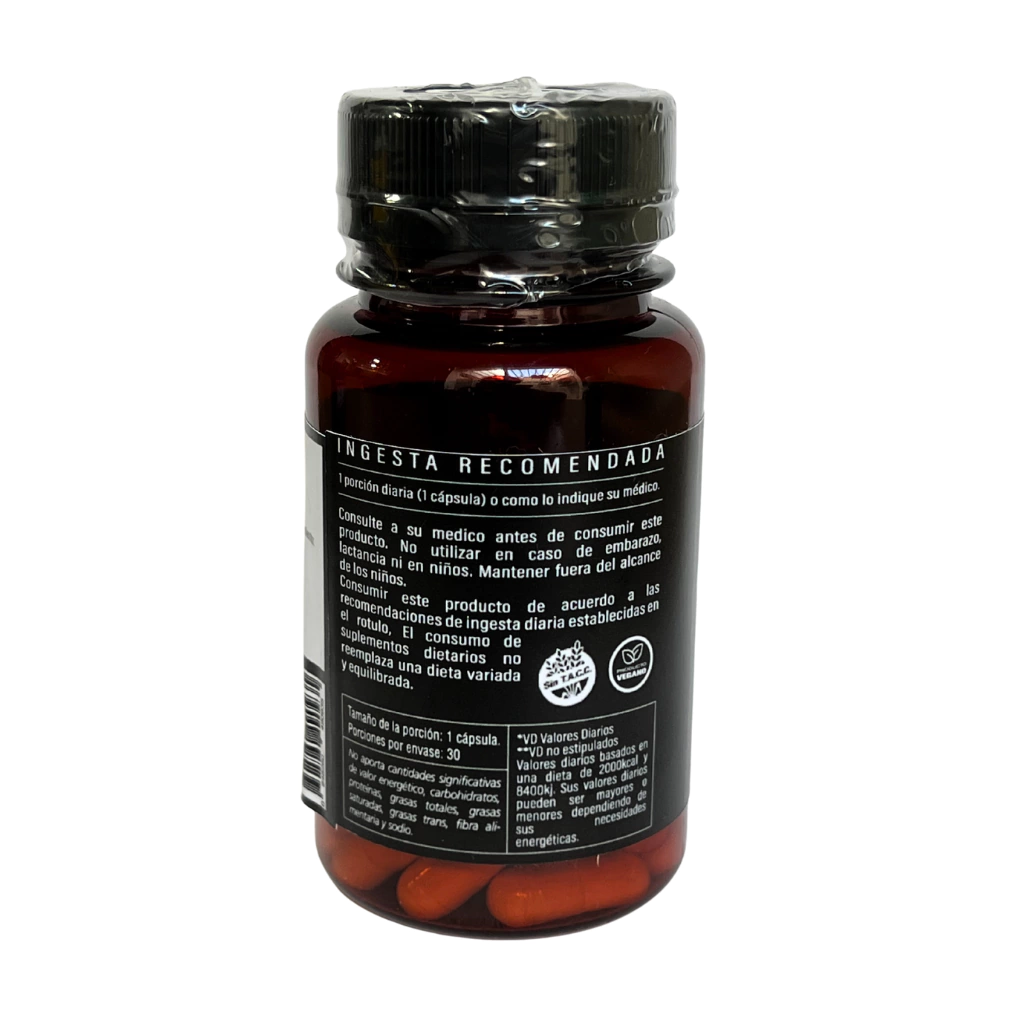 INGESTA RECOMENDADA
1 porción diaria (1 cápsula) o como lo indique su médico.
Consulte a su medico antes de consumir este
producto. No utilizar en caso de embarazo,
lactancia ni en niños. Mantener fuera del alcance
de los niños.
Consumir este producto de acuerdo a las
recomendaciones de ingesta diaria establecidas en
el rotulo, El consumo de
suplementos dietarios no
reemplaza una dieta variada
y equilibrada.
Sin T.A.C.C.
PRODUCTO
VEGANO
Tamaño de la porción: 1 cápsula.
Porciones por envase: 30
No aporta cantidades significativas
de valor energético, carbohidratos,
proteínas, grasas totales, grasas
saturadas, grasas trans, fibra ali-
mentaria y sodio.
*VD Valores Diarios
**VD no estipulados
Valores diarios basados en
una dieta de 2000kcal y
8400kj. Sus valores diarios
pueden ser mayores o
menores dependiendo de
sus necesidades
energéticas.